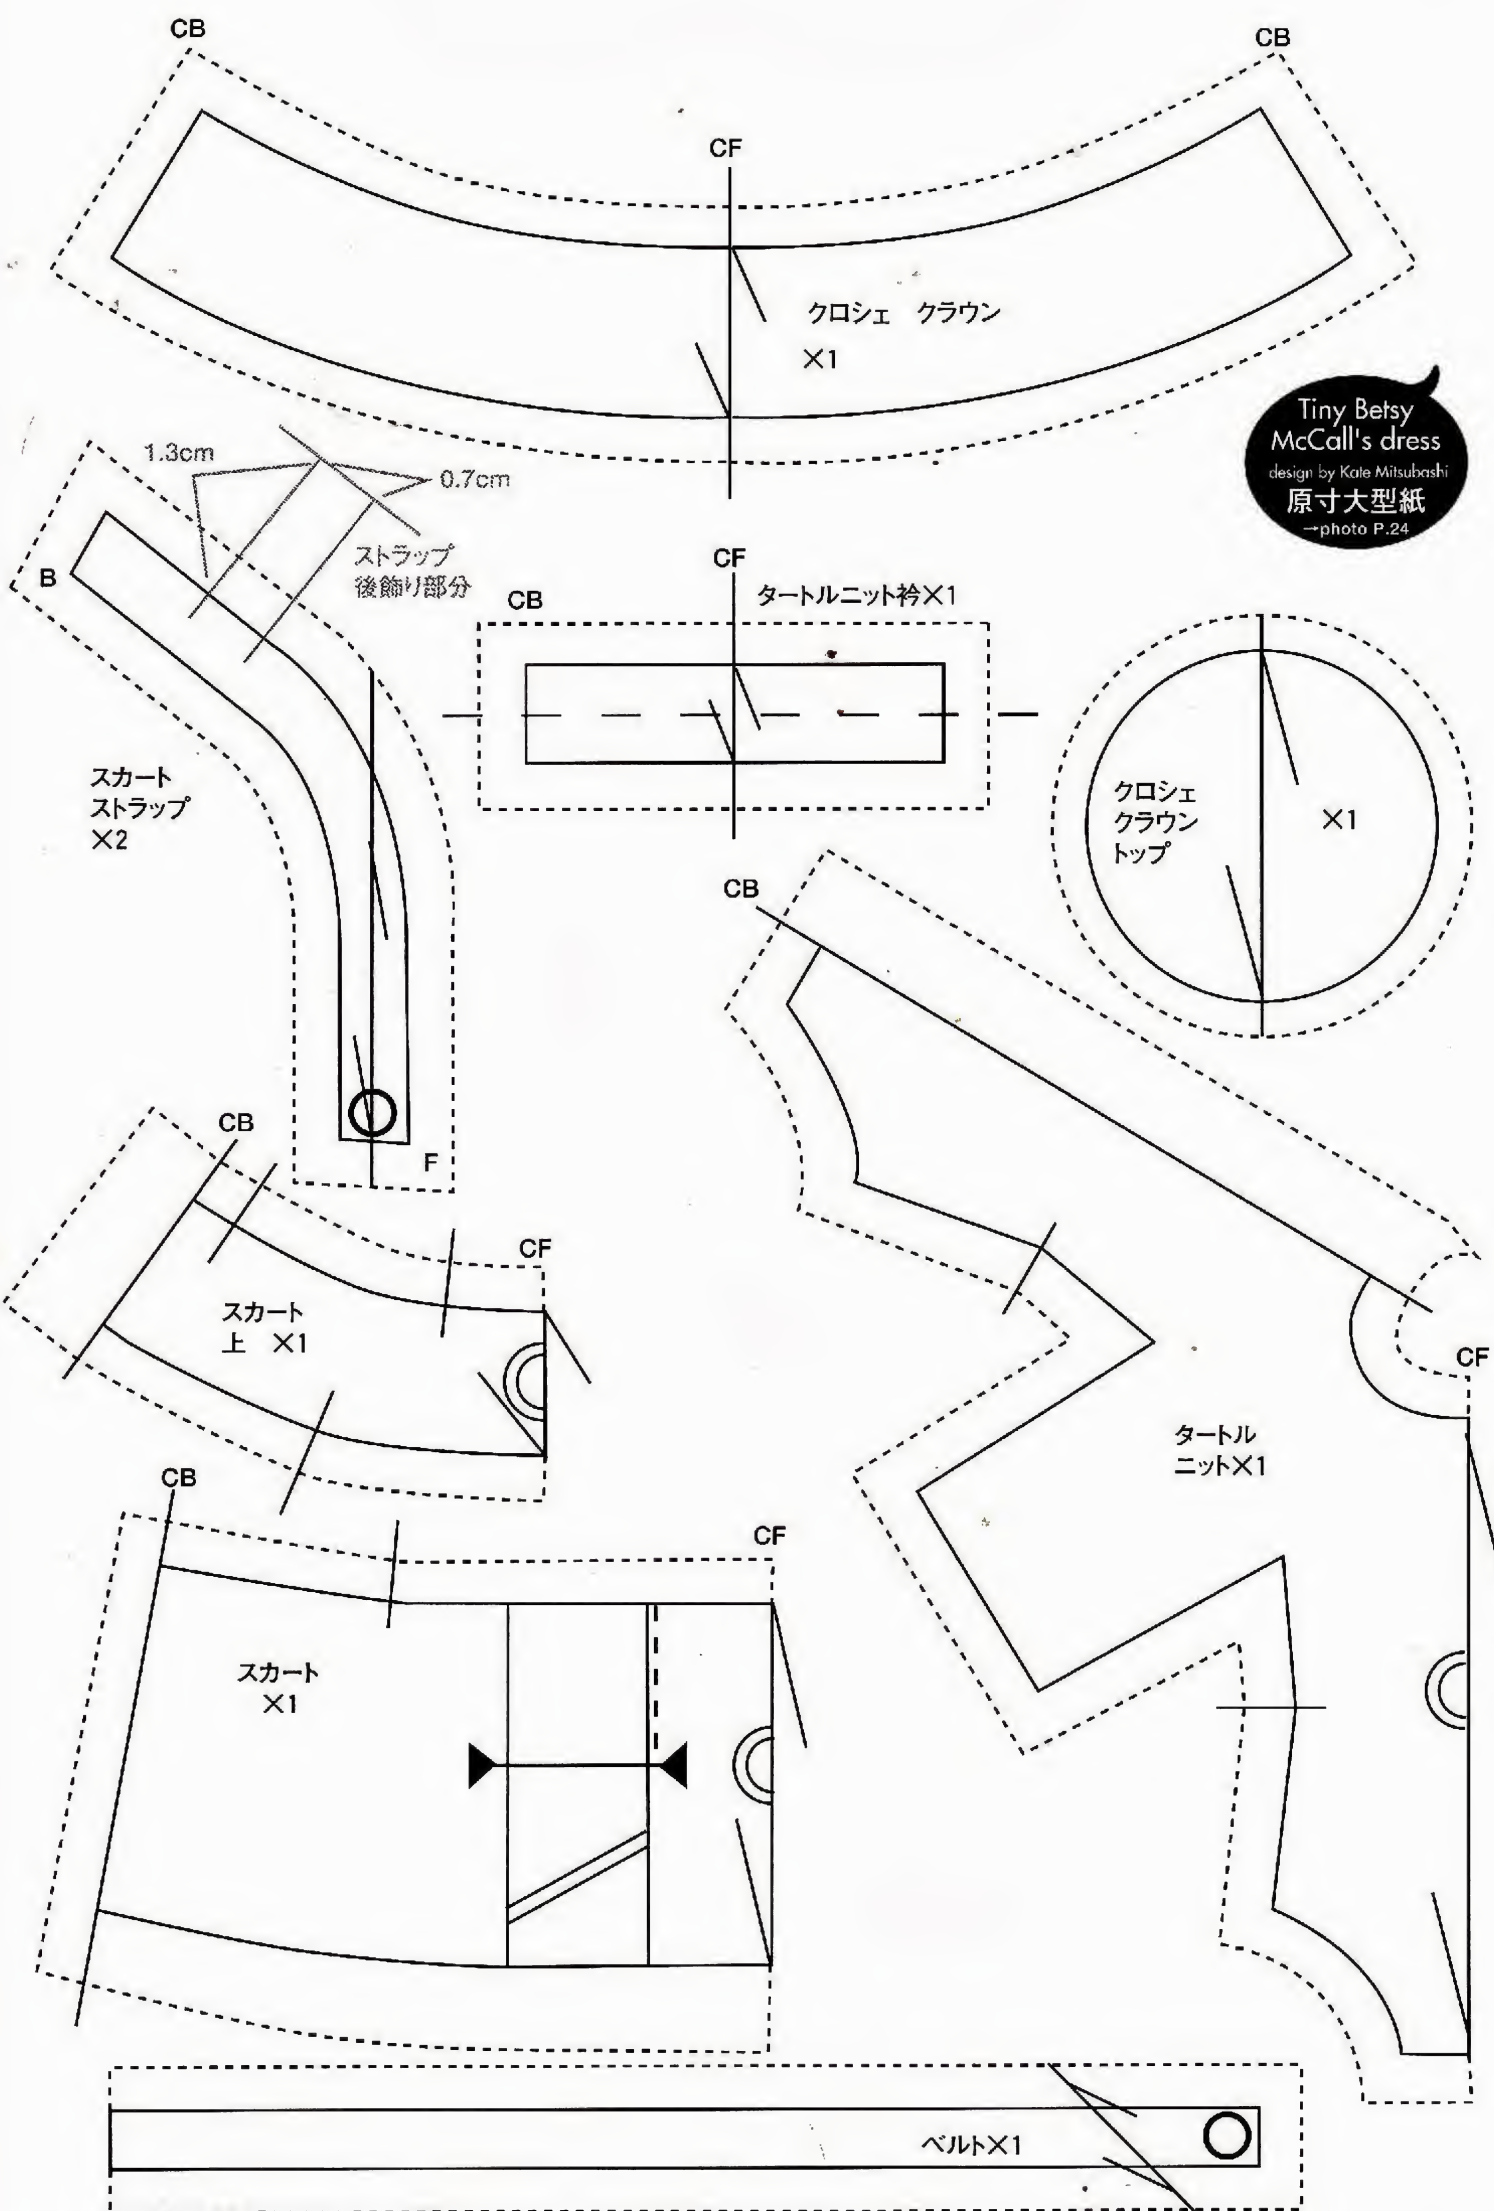 CB
CB
CF
クロシェ　クラウン
×1
Tiny Betsy
McCall's dress
design by Kate Mitsubashi
原寸大型紙
→photo P.24
1.3cm
0.7cm
ストラップ
後飾り部分
B
スカート
ストラップ
×2
F
CF
CB
タートルニット衿×1
クロシェ
クラウン
トップ
×1
CB
CF
タートル
ニット×1
CB
CF
スカート
上　×1
CB
CF
スカート
×1
ベルト×1